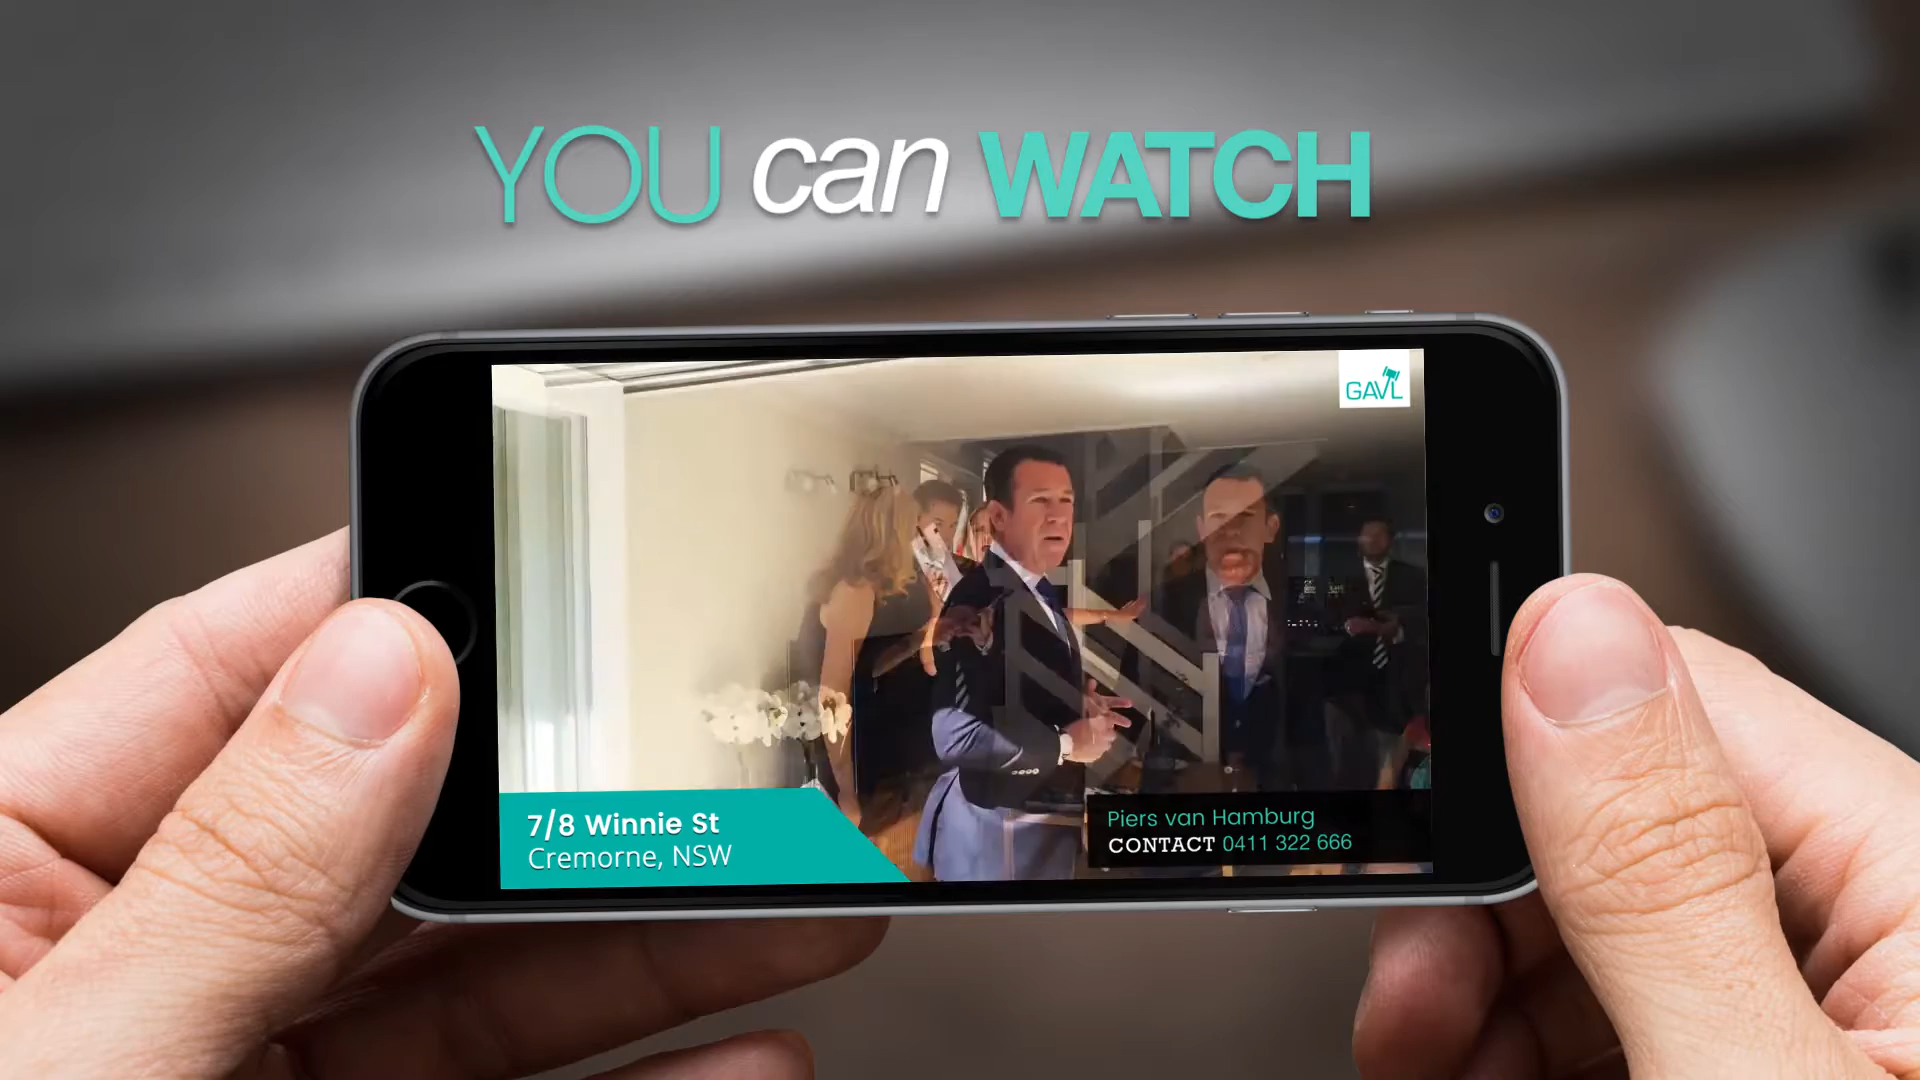 YOU can WATCH
GAVL
7/8 Winnie St
Cremorne, NSW
Piers van Hamburg
CONTACT 0411 322 666